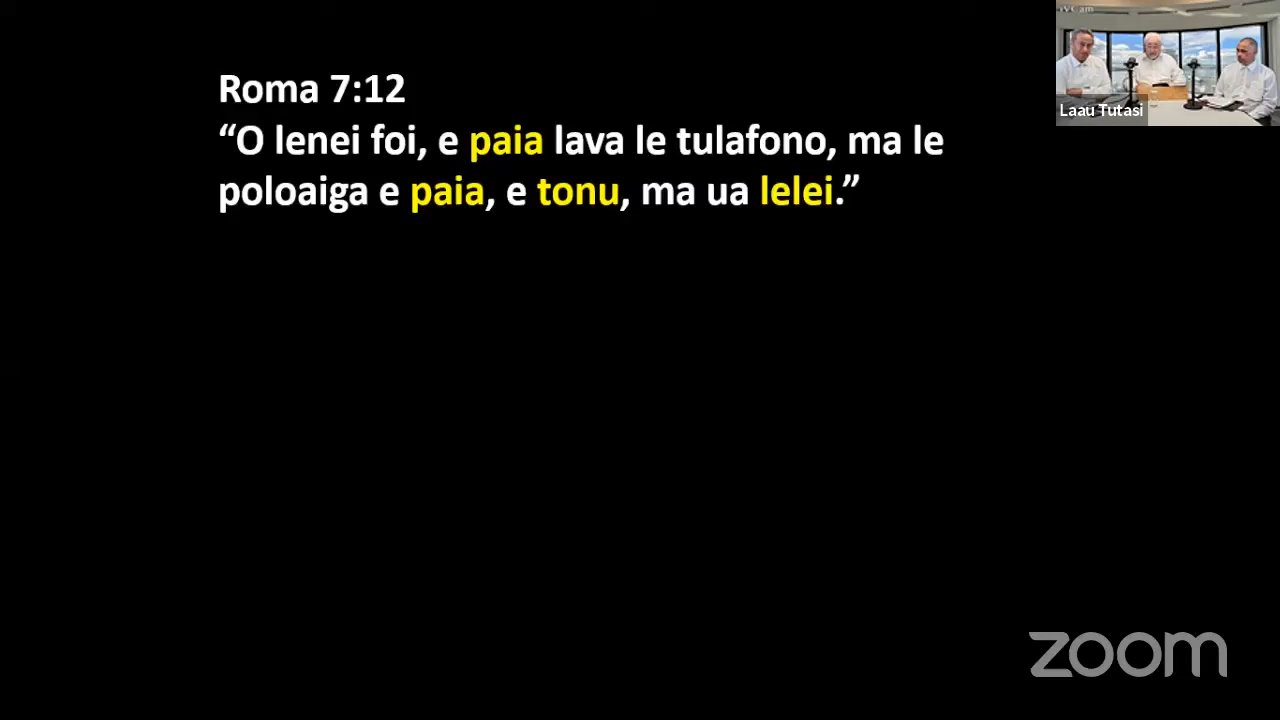 Roma 7:12
“O lenei foi, e paia lava le tulafono, ma le
poloaiga e paia, e tonu, ma ua lelei.”
Laau Tutasi
zoom